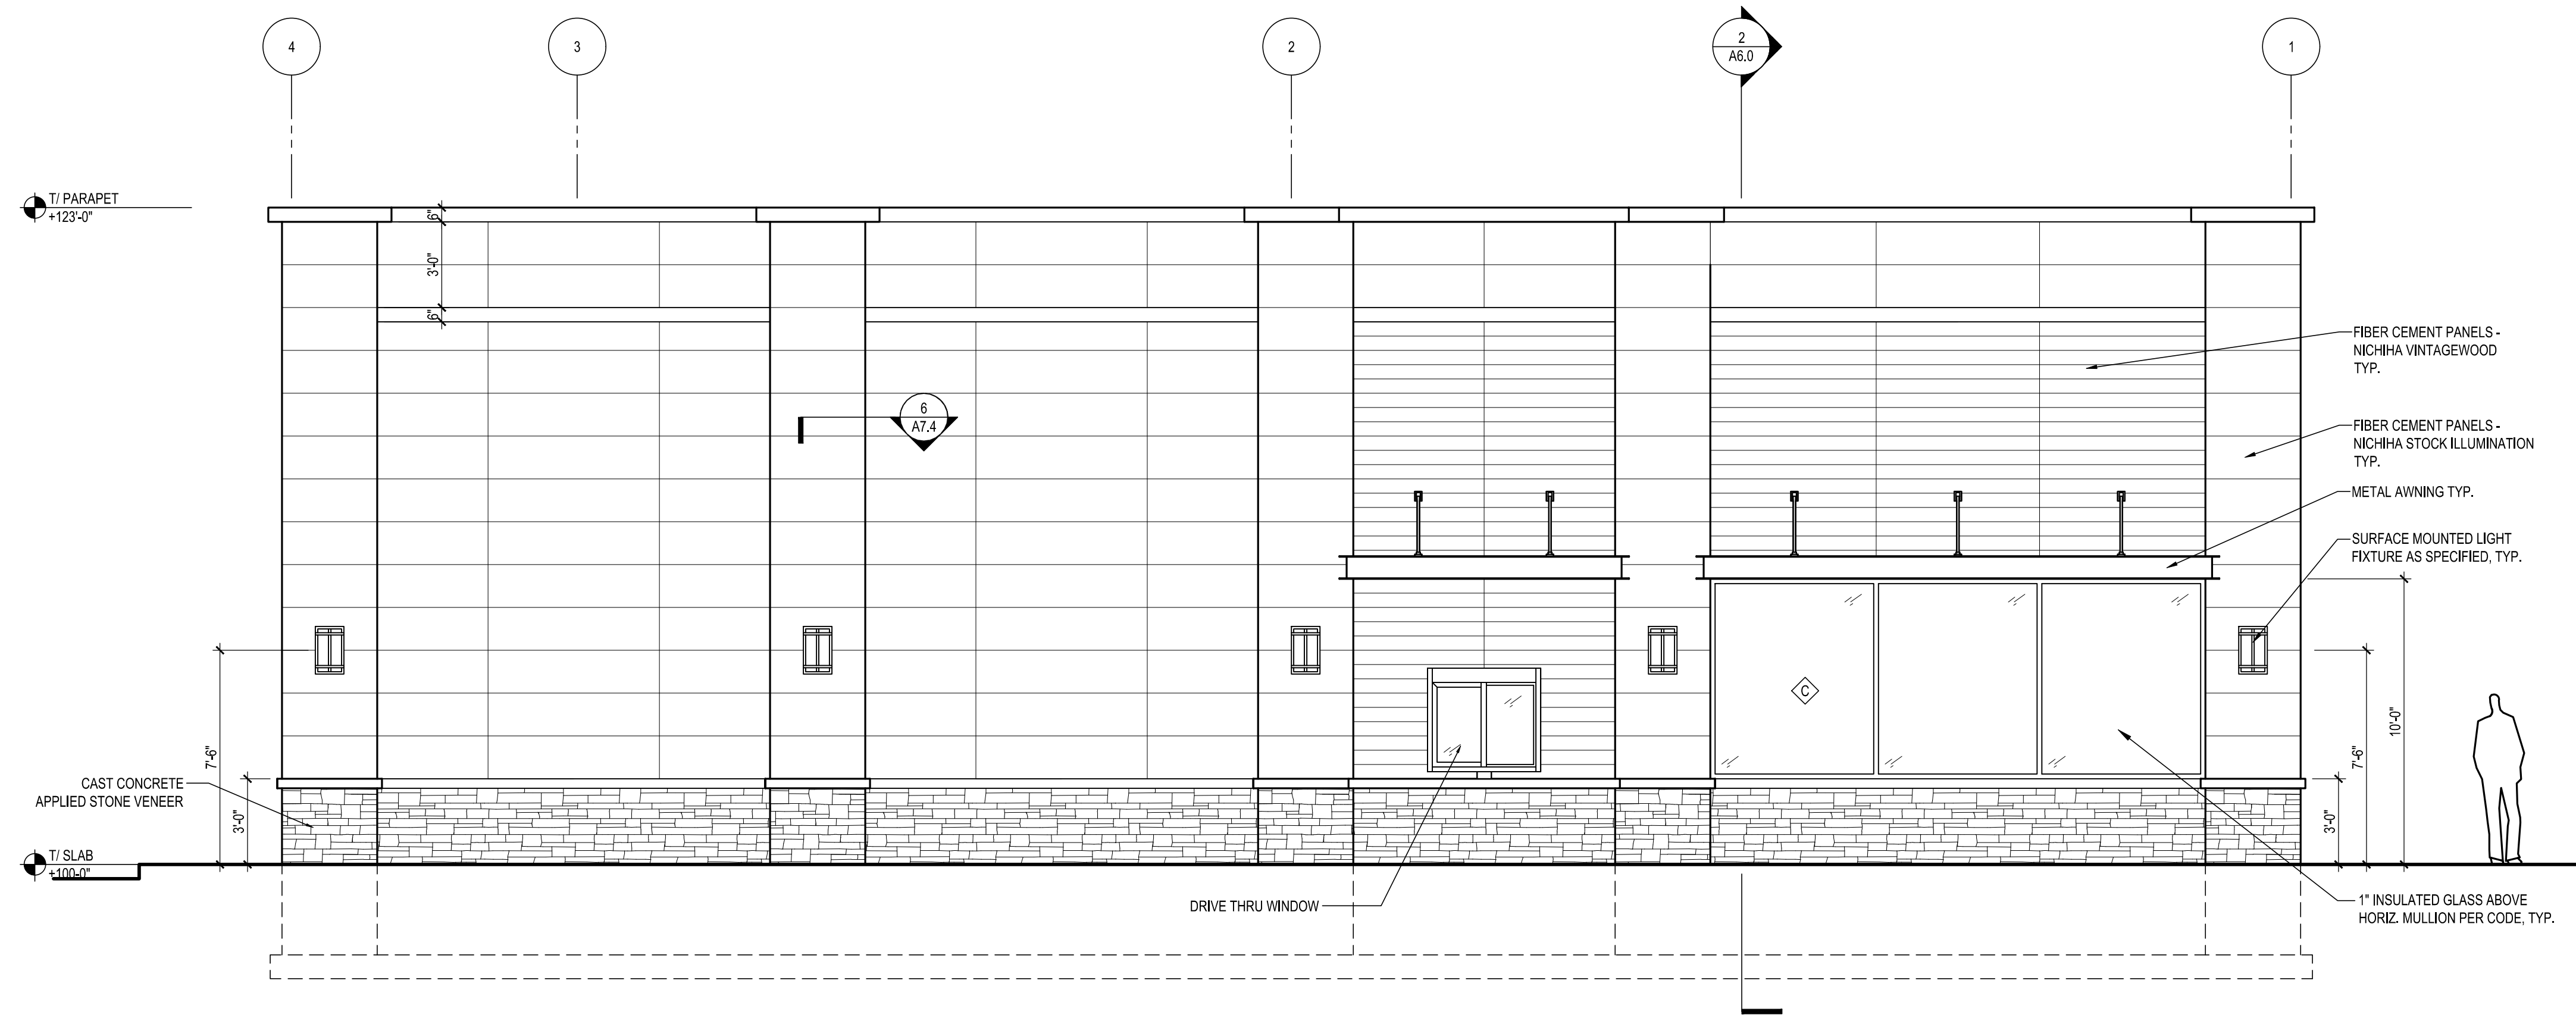 4
3
2
2
A6.0
1
T/ PARAPET
+123'-0"
6"
3'-0"
6"
FIBER CEMENT PANELS -
NICHIHA VINTAGEWOOD
TYP.
6
A7.4
FIBER CEMENT PANELS -
NICHIHA STOCK ILLUMINATION
TYP.
METAL AWNING TYP.
SURFACE MOUNTED LIGHT
FIXTURE AS SPECIFIED, TYP.
C
7'-6"
10'-0"
7'-6"
CAST CONCRETE
APPLIED STONE VENEER
3'-0"
3'-0"
T/ SLAB
+100-0"
DRIVE THRU WINDOW
1" INSULATED GLASS ABOVE
HORIZ. MULLION PER CODE, TYP.